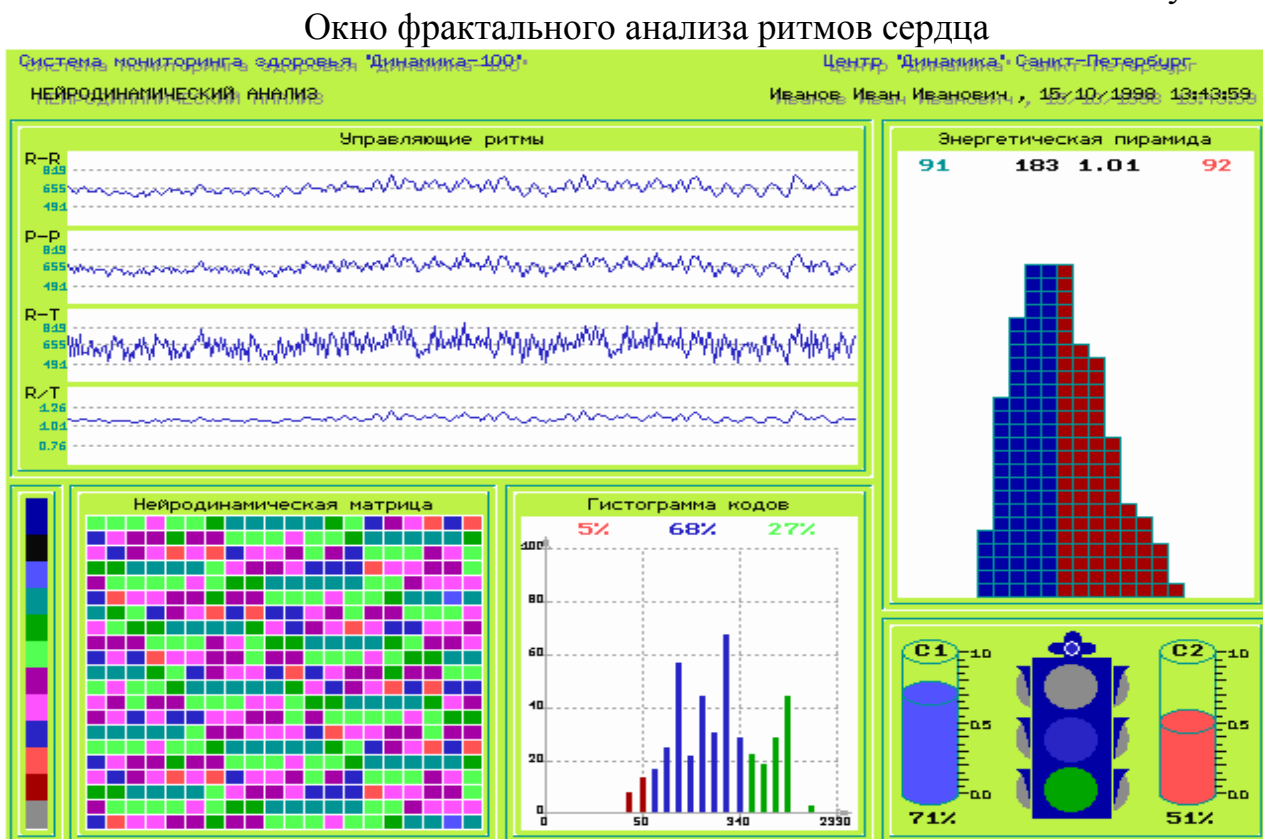 Окно фрактального анализа ритмов сердца
Система мониторинга здоровья "Динамика-100" Центр "Динамика" Санкт-Петербург
НЕЙРОДИНАМИЧЕСКИЙ АНАЛИЗ Иванов Иван Иванович , 15/10/1998 13:43:59
Управляющие ритмы
R-R
819
655
491
P-P
819
655
491
R-T
819
655
491
R/T
1.26
1.01
0.76
Энергетическая пирамида
91 183 1.01 92
Нейродинамическая матрица
Гистограмма кодов
5% 68% 27%
100
80
60
40
20
0
0 50 340 2330
C1
1.0
0.5
0.0
71%
C2
1.0
0.5
0.0
51%